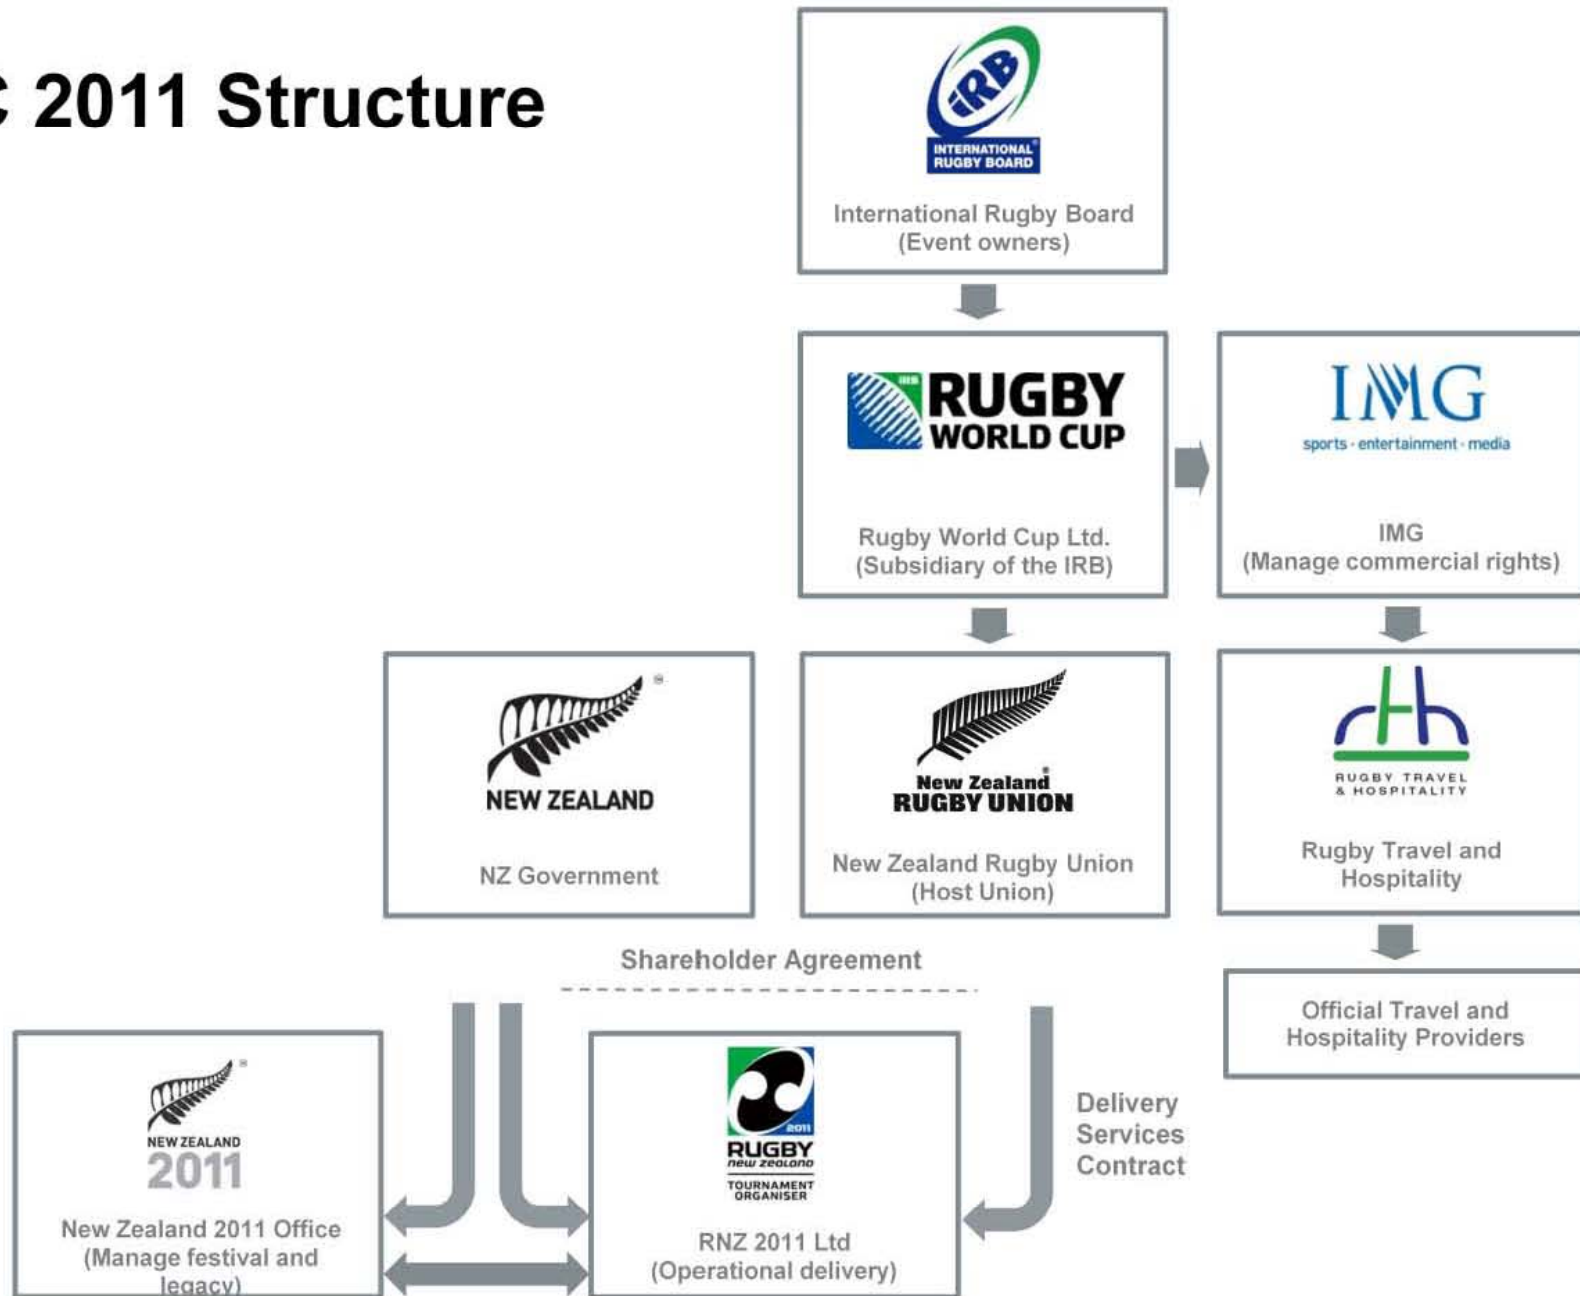 C 2011 Structure
iRB
INTERNATIONAL
RUGBY BOARD
International Rugby Board
(Event owners)
IRB
RUGBY
WORLD CUP
Rugby World Cup Ltd.
(Subsidiary of the IRB)
IMG
sports · entertainment · media
IMG
(Manage commercial rights)
NEW ZEALAND
NZ Government
New Zealand
RUGBY UNION
New Zealand Rugby Union
(Host Union)
RUGBY TRAVEL
& HOSPITALITY
Rugby Travel and
Hospitality
Shareholder Agreement
Official Travel and
Hospitality Providers
NEW ZEALAND
2011
New Zealand 2011 Office
(Manage festival and
legacy)
2011
RUGBY
new zealand
TOURNAMENT
ORGANISER
RNZ 2011 Ltd
(Operational delivery)
Delivery
Services
Contract